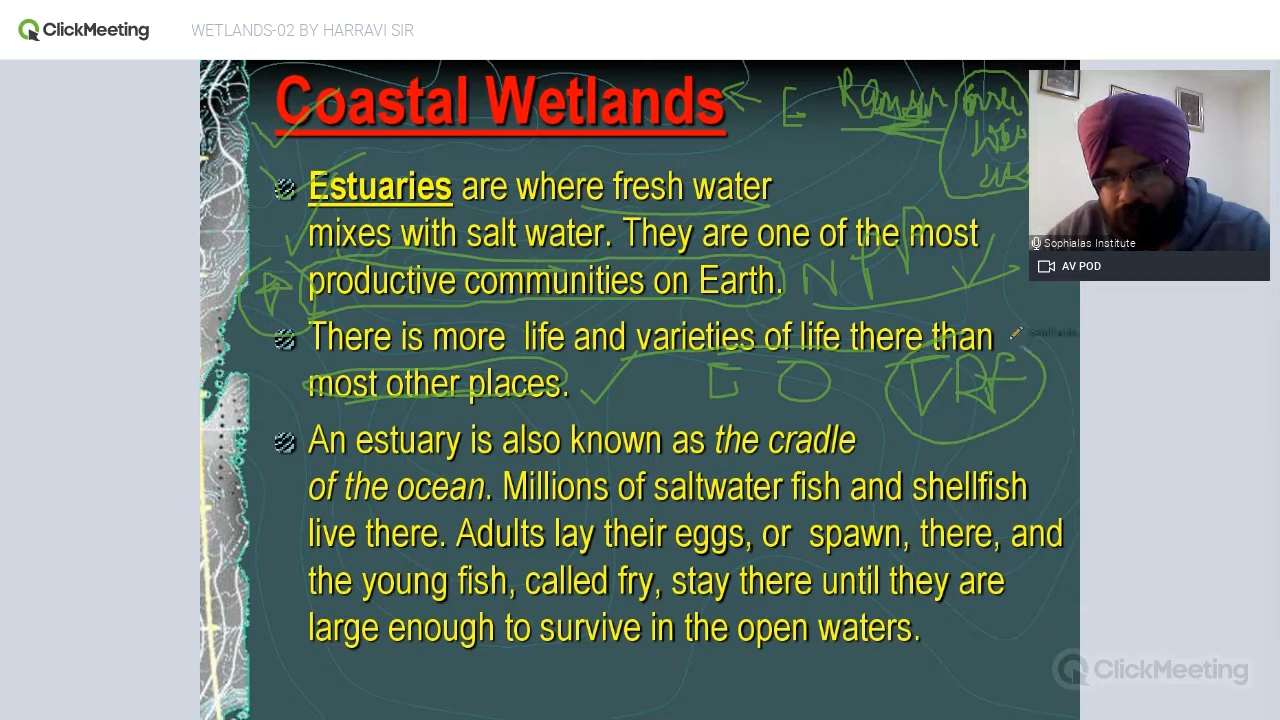 ClickMeeting WETLANDS-02 BY HARRAVI SIR
Coastal Wetlands
E Ramsar
Estuaries are where fresh water
mixes with salt water. They are one of the most
productive communities on Earth.
NPP
Sophialas Institute
AV POD
There is more life and varieties of life there than
most other places.
E O TRF
An estuary is also known as the cradle
of the ocean. Millions of saltwater fish and shellfish
live there. Adults lay their eggs, or spawn, there, and
the young fish, called fry, stay there until they are
large enough to survive in the open waters.
ClickMeeting